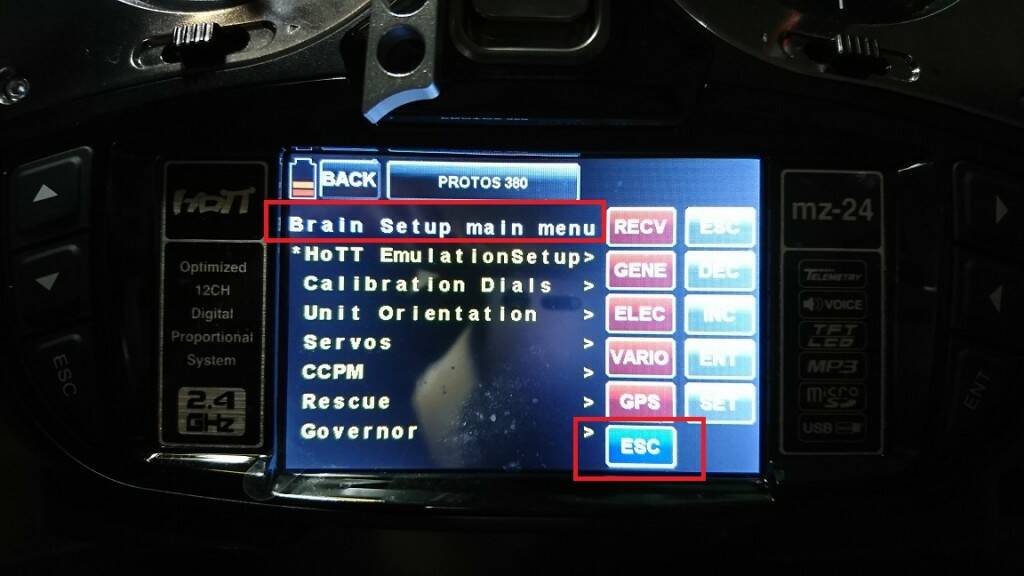 BACK
PROTOS 380
Brain Setup main menu
*HoTT EmulationSetup>
Calibration Dials >
Unit Orientation >
Servos >
CCPM >
Rescue >
Governor >
RECV
ESC
GENE
DEC
ELEC
INC
VARIO
ENT
GPS
SET
ESC
HoTT
Optimized
12CH
Digital
Proportional
System
2.4
GHz
ESC
mz-24
TELEMETRY
VOICE
TFT
LCD
MP3
micro
SD
USB
ENT